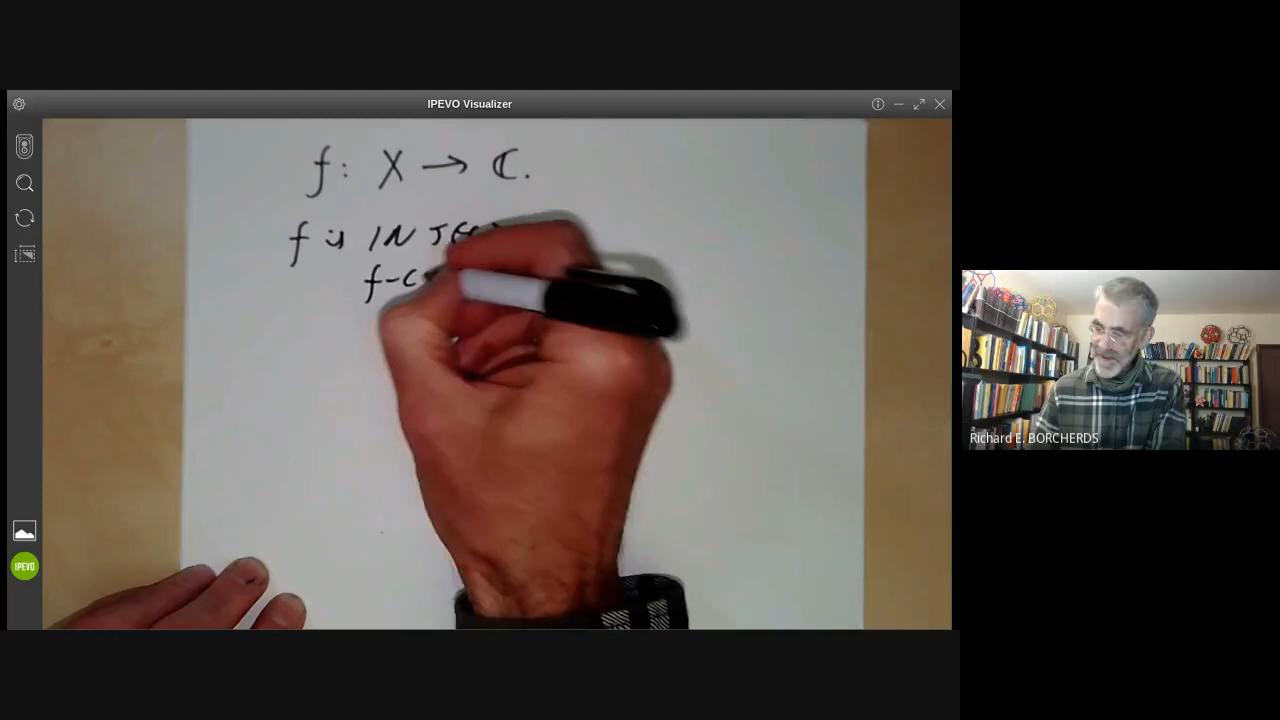 IPEVO Visualizer
f: X → ℂ.
f is
f-c
Richard E. BORCHERDS
IPEVO